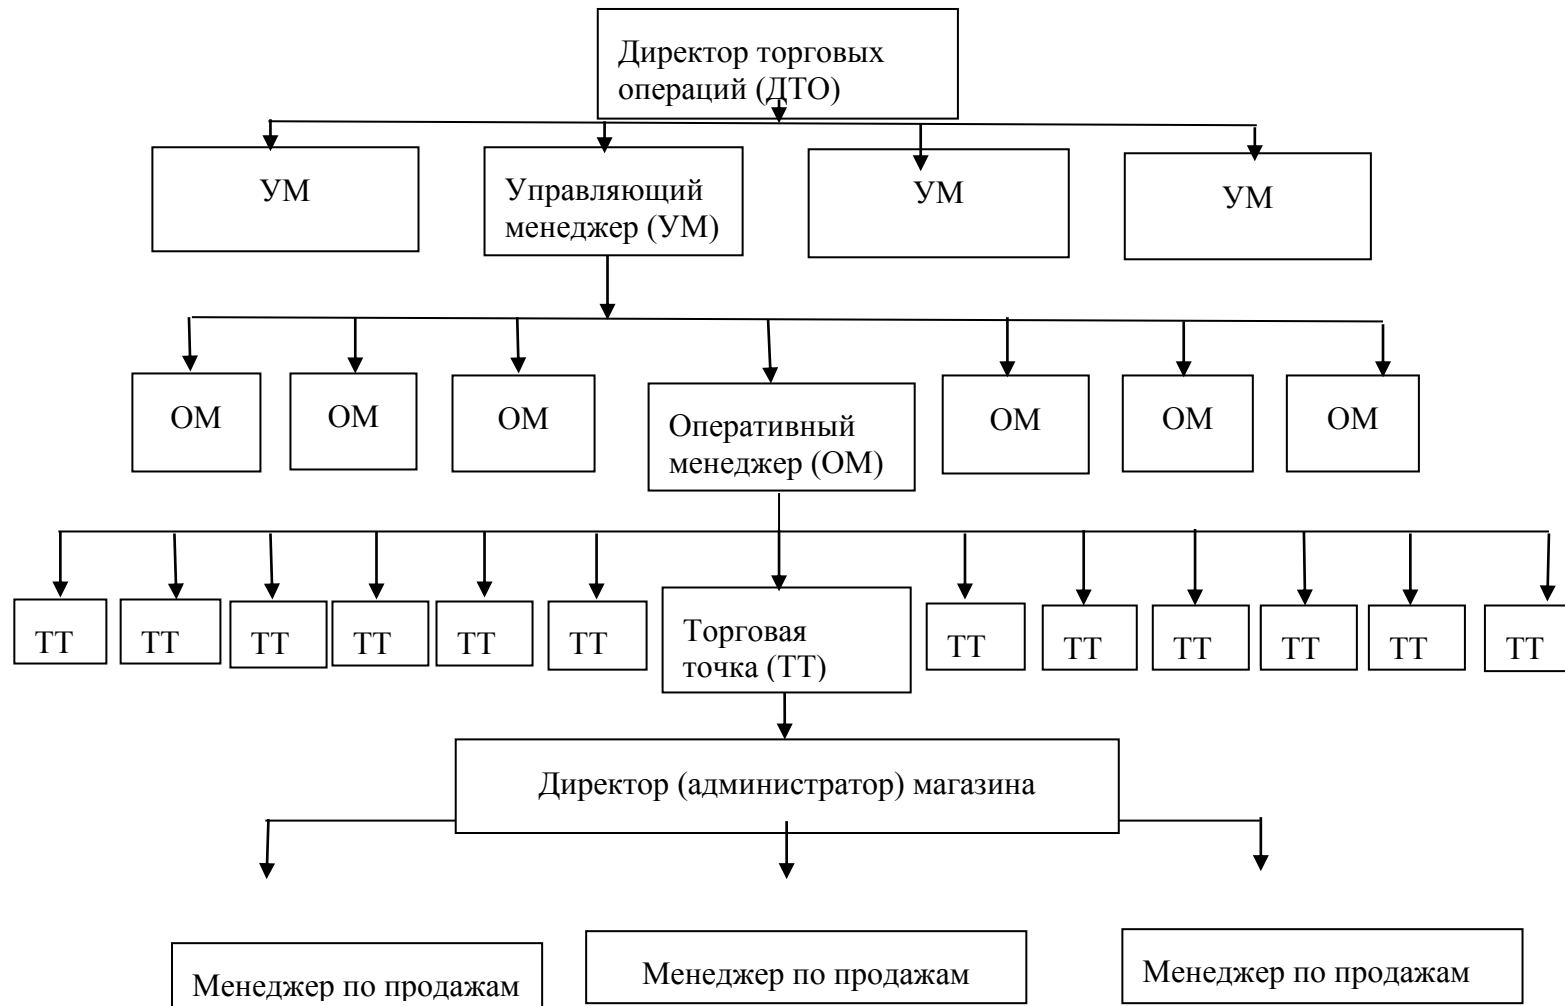 Директор торговых
операций (ДТО)
УМ
Управляющий
менеджер (УМ)
УМ
УМ
ОМ
ОМ
ОМ
Оперативный
менеджер (ОМ)
ОМ
ОМ
ОМ
ТТ
ТТ
ТТ
ТТ
ТТ
ТТ
Торговая
точка (ТТ)
ТТ
ТТ
ТТ
ТТ
ТТ
ТТ
Директор (администратор) магазина
Менеджер по продажам
Менеджер по продажам
Менеджер по продажам